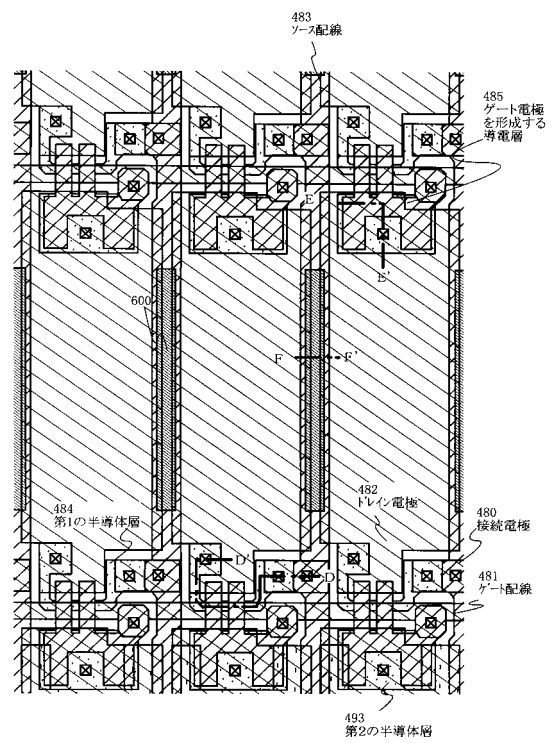 483
ソース配線
485
ゲート電極
を形成する
導電層
E
E'
600
F
F'
484
第1の半導体層
482
ドレイン電極
480
接続電極
D'
D
481
ゲート配線
493
第2の半導体層